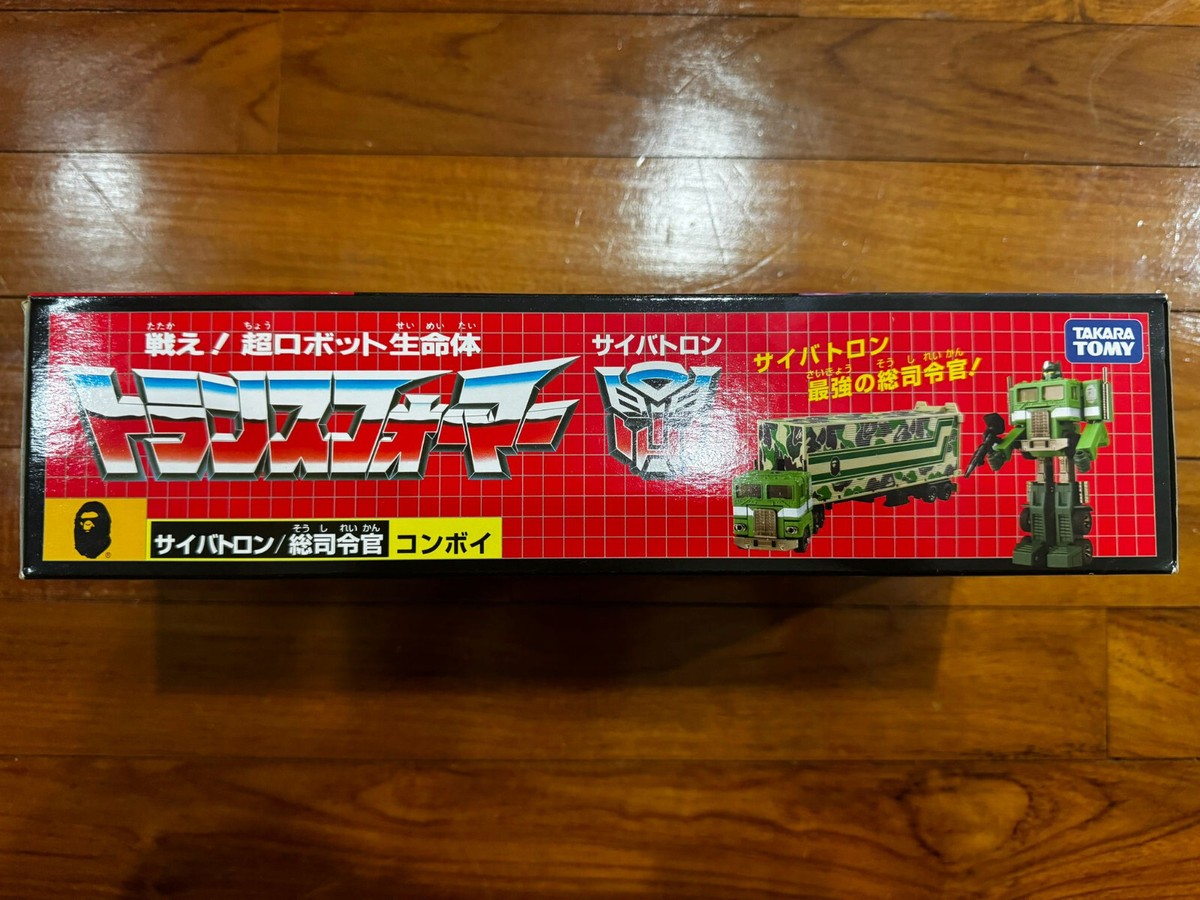 戦え！超ロボット生命体
トランスフォーマー
サイバトロン/総司令官 コンボイ
サイバトロン
サイバトロン
最強の総司令官！
TAKARA
TOMY